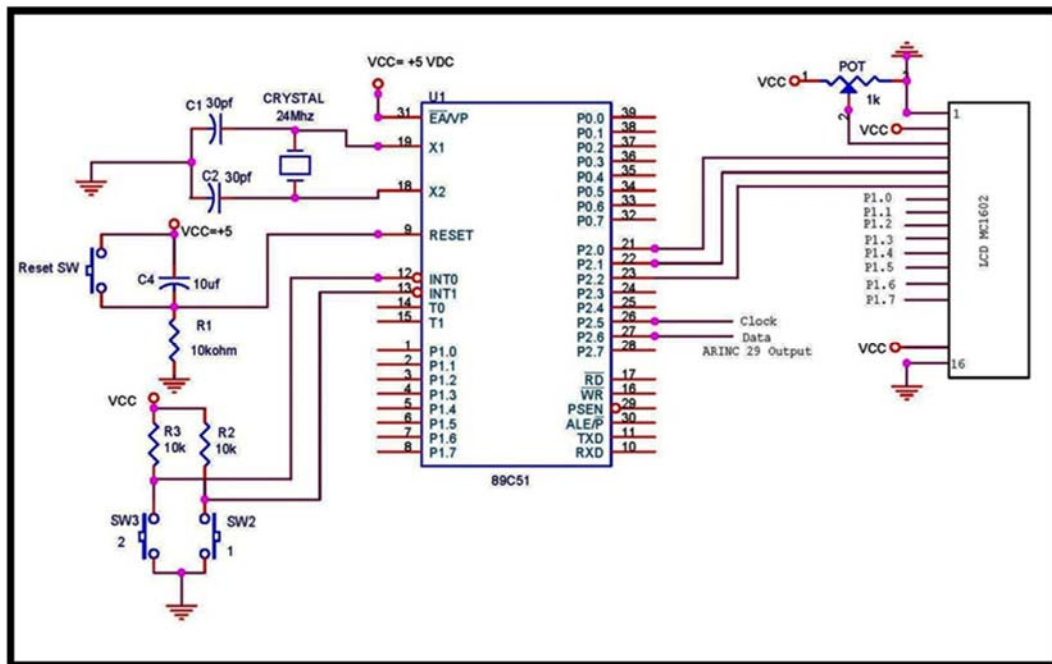 VCC= +5 VDC
C1 30pf
CRYSTAL
24Mhz
C2 30pf
VCC=+5
Reset SW
C4 10uf
R1
10kohm
VCC
R3
10k
R2
10k
SW3
2
SW2
1
U1
31 EA/VP
19 X1
18 X2
9 RESET
12 INT0
13 INT1
14 T0
15 T1
1 P1.0
2 P1.1
3 P1.2
4 P1.3
5 P1.4
6 P1.5
7 P1.6
8 P1.7
P0.0 39
P0.1 38
P0.2 37
P0.3 36
P0.4 35
P0.5 34
P0.6 33
P0.7 32
P2.0 21
P2.1 22
P2.2 23
P2.3 24
P2.4 25
P2.5 26
P2.6 27
P2.7 28
RD 17
WR 16
PSEN 29
ALE/P 30
TXD 11
RXD 10
89C51
Clock
Data
ARINC 29 Output
POT
VCC 1
1k
2
VCC
1
P1.0
P1.1
P1.2
P1.3
P1.4
P1.5
P1.6
P1.7
VCC
16
LCD MC1602